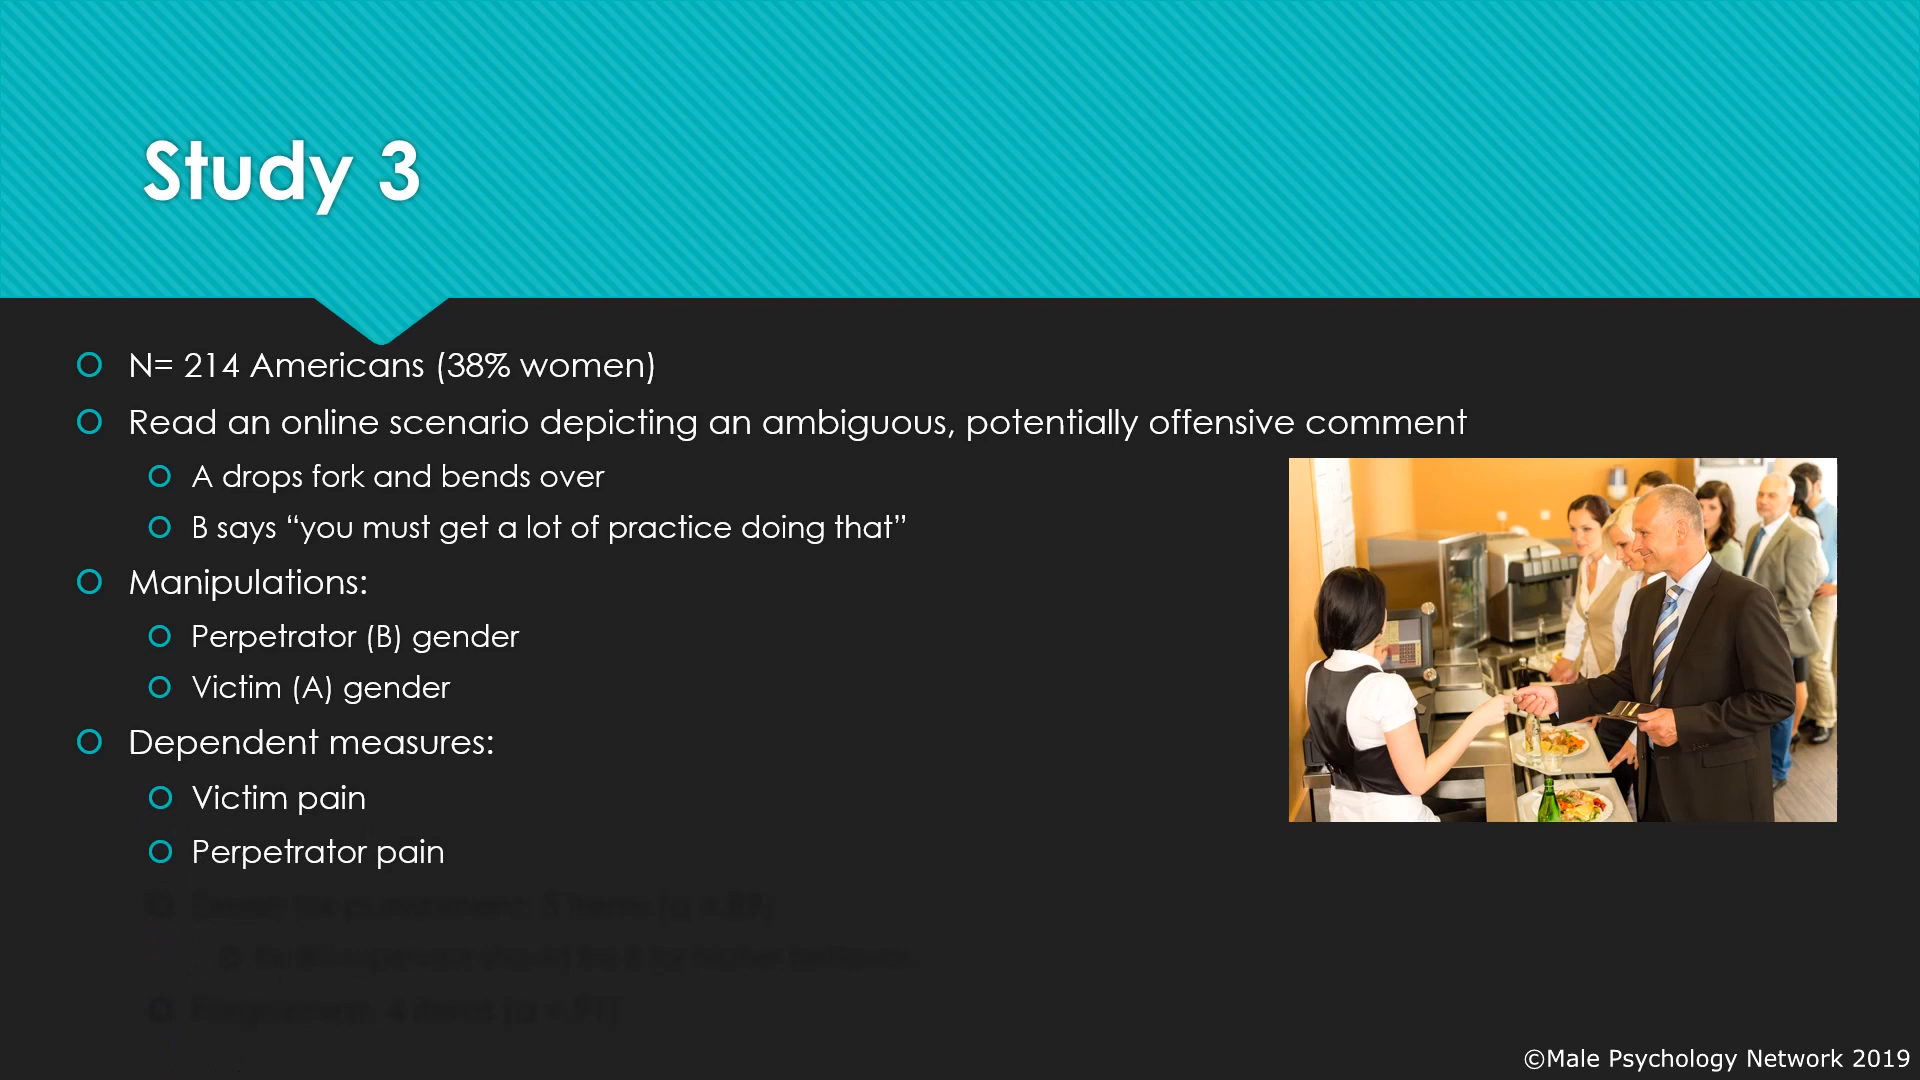 Study 3
N= 214 Americans (38% women)
Read an online scenario depicting an ambiguous, potentially offensive comment
A drops fork and bends over
B says “you must get a lot of practice doing that”
Manipulations:
Perpetrator (B) gender
Victim (A) gender
Dependent measures:
Victim pain
Perpetrator pain
©Male Psychology Network 2019